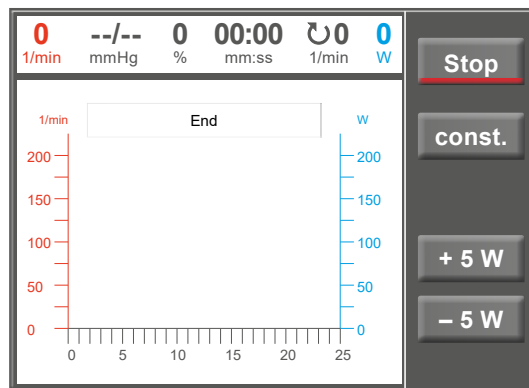 0 --/-- 0 00:00 ↻0 0
1/min mmHg % mm:ss 1/min W
Stop
const.
+ 5 W
– 5 W
1/min End W
200 200
150 150
100 100
50 50
0 0
0 5 10 15 20 25